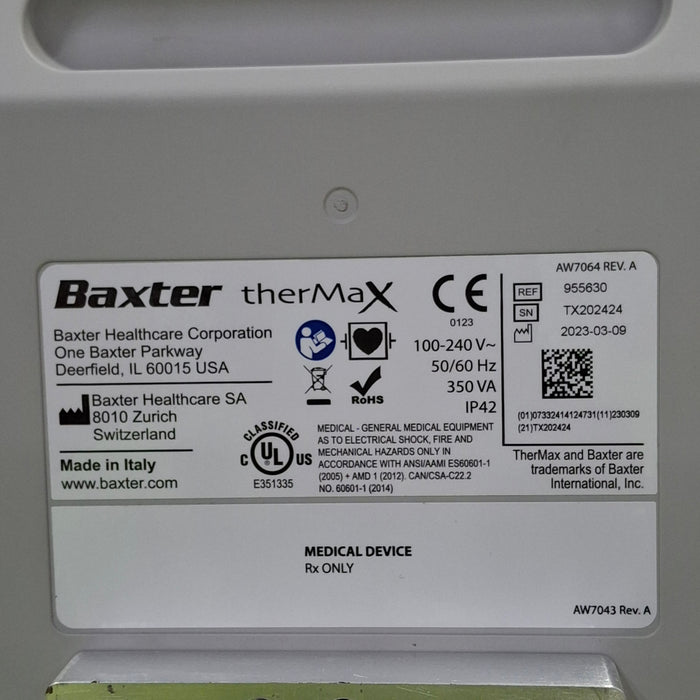 AW7064 REV. A
Baxter therMaX
Baxter Healthcare Corporation
One Baxter Parkway
Deerfield, IL 60015 USA
Baxter Healthcare SA
8010 Zurich
Switzerland
Made in Italy
www.baxter.com
0123
100-240 V~
50/60 Hz
350 VA
IP42
RoHS
CLASSIFIED
C UL US
E351335
MEDICAL - GENERAL MEDICAL EQUIPMENT
AS TO ELECTRICAL SHOCK, FIRE AND
MECHANICAL HAZARDS ONLY IN
ACCORDANCE WITH ANSI/AAMI ES60601-1
(2005) + AMD 1 (2012). CAN/CSA-C22.2
NO. 60601-1 (2014)
REF 955630
SN TX202424
2023-03-09
(01)07332414124731(11)230309
(21)TX202424
TherMax and Baxter are
trademarks of Baxter
International, Inc.
MEDICAL DEVICE
Rx ONLY
AW7043 Rev. A